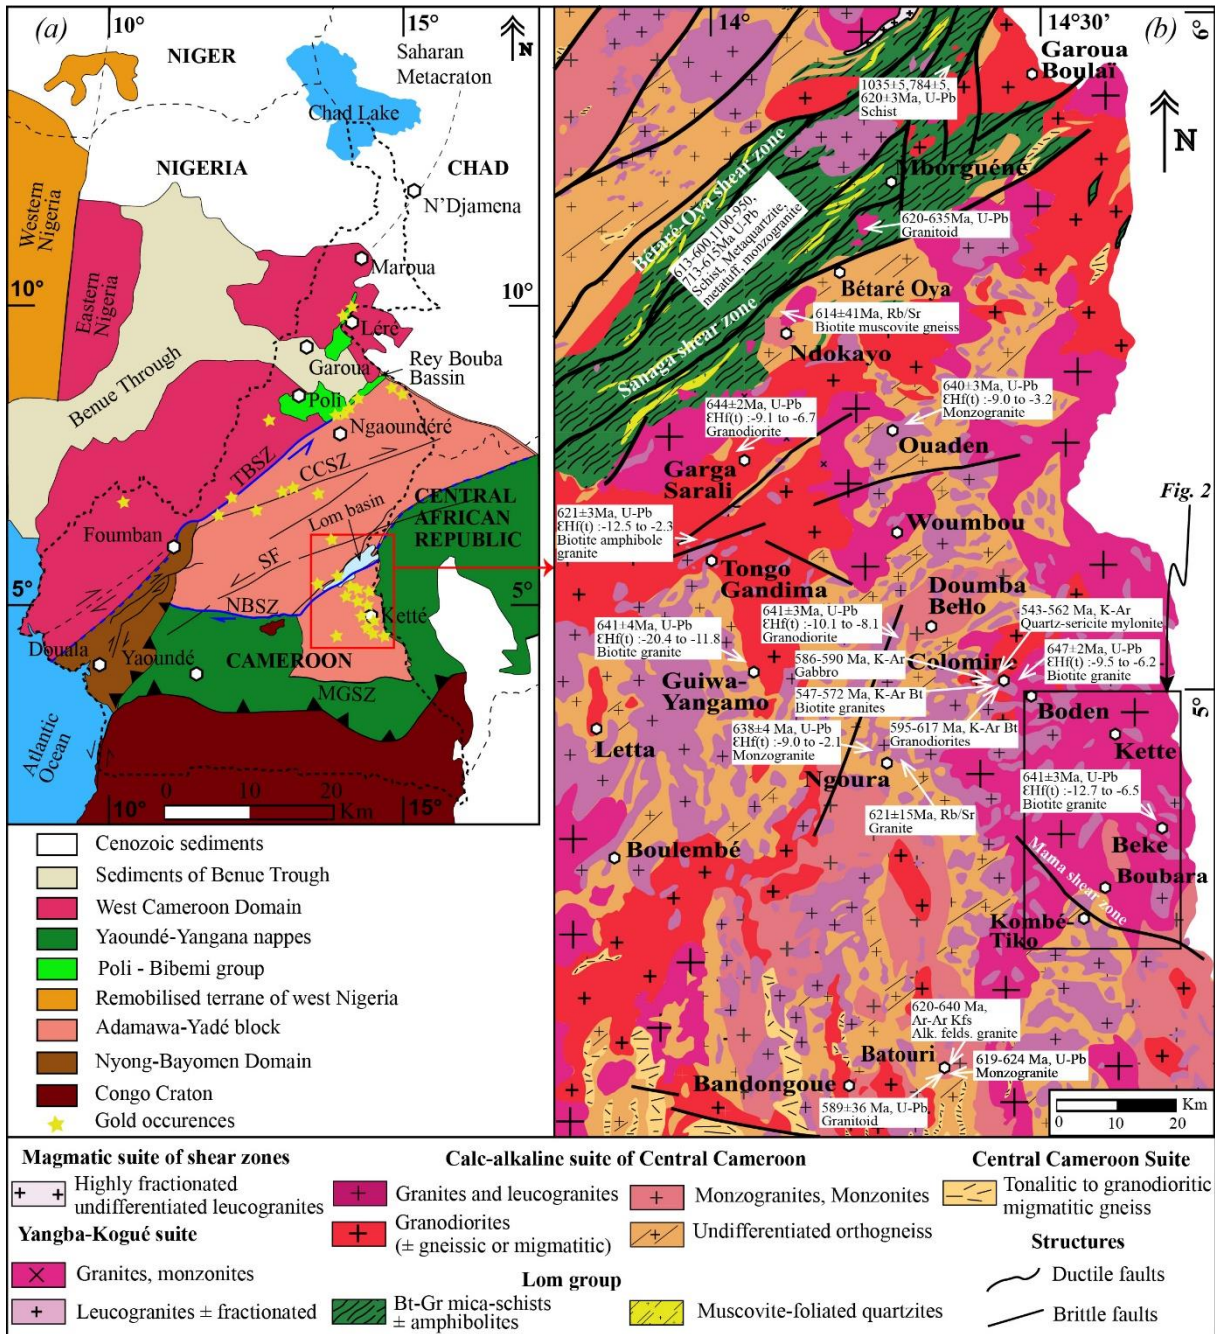 (a)
10°
15°
N
NIGER
Saharan
Metacraton
Chad Lake
NIGERIA
CHAD
N'Djamena
Western
Nigeria
Maroua
10°
10°
Eastern
Nigeria
Léré
Garoua
Rey Bouba
Bassin
Benue Through
Poli
Ngaoundéré
TBSZ
CCSZ
CENTRAL
AFRICAN
REPUBLIC
Lom basin
Foumban
SF
5°
5°
NBSZ
Ketté
Douala
Yaoundé
CAMEROON
MGSZ
Atlantic
Ocean
10°
15°
0
10
20
Km
Cenozoic sediments
Sediments of Benue Trough
West Cameroon Domain
Yaoundé-Yangana nappes
Poli - Bibemi group
Remobilised terrane of west Nigeria
Adamawa-Yadé block
Nyong-Bayomen Domain
Congo Craton
Gold occurences
14°
14°30'
(b)
6°
Garoua
Boulaï
N
1035±5,784±5,
620±3Ma, U-Pb
Schist
Bétaré-Oya shear zone
Mborguéné
613-600,1100-950,
713-615Ma U-Pb
Schist, Metaquartzite,
metatuff, monzogranite
620-635Ma, U-Pb
Granitoid
Bétaré Oya
614±41Ma, Rb/Sr
Biotite muscovite gneiss
Ndokayo
Sanaga shear zone
640±3Ma, U-Pb
ƐHf(t) :-9.0 to -3.2
Monzogranite
644±2Ma, U-Pb
ƐHf(t) :-9.1 to -6.7
Granodiorite
Ouaden
Garga
Sarali
Fig. 2
621±3Ma, U-Pb
ƐHf(t) :-12.5 to -2.3
Biotite amphibole
granite
Woumbou
Tongo
Gandima
Doumba
Bello
543-562 Ma, K-Ar
Quartz-sericite mylonite
641±3Ma, U-Pb
ƐHf(t) :-10.1 to -8.1
Granodiorite
641±4Ma, U-Pb
ƐHf(t) :-20.4 to -11.8
Biotite granite
586-590 Ma, K-Ar
Gabbro
Colomine
647±2Ma, U-Pb
ƐHf(t) :-9.5 to -6.2
Biotite granite
Guiwa-
Yangamo
547-572 Ma, K-Ar Bt
Biotite granites
5°
Boden
Letta
638±4 Ma, U-Pb
ƐHf(t) :-9.0 to -2.1
Monzogranite
595-617 Ma, K-Ar Bt
Granodiorites
Kette
Ngoura
641±3Ma, U-Pb
ƐHf(t) :-12.7 to -6.5
Biotite granite
621±15Ma, Rb/Sr
Granite
Boulembé
Beke
Mama shear zone
Boubara
Kombé-
Tiko
620-640 Ma,
Ar-Ar Kfs
Alk. felds. granite
Batouri
619-624 Ma, U-Pb
Monzogranite
Bandongoue
589±36 Ma, U-Pb,
Granitoid
Km
0
10
20
Magmatic suite of shear zones
Highly fractionated
undifferentiated leucogranites
Yangba-Kogué suite
Granites, monzonites
Leucogranites ± fractionated
Calc-alkaline suite of Central Cameroon
Granites and leucogranites
Granodiorites
(± gneissic or migmatitic)
Monzogranites, Monzonites
Undifferentiated orthogneiss
Lom group
Bt-Gr mica-schists
± amphibolites
Muscovite-foliated quartzites
Central Cameroon Suite
Tonalitic to granodioritic
migmatitic gneiss
Structures
Ductile faults
Brittle faults